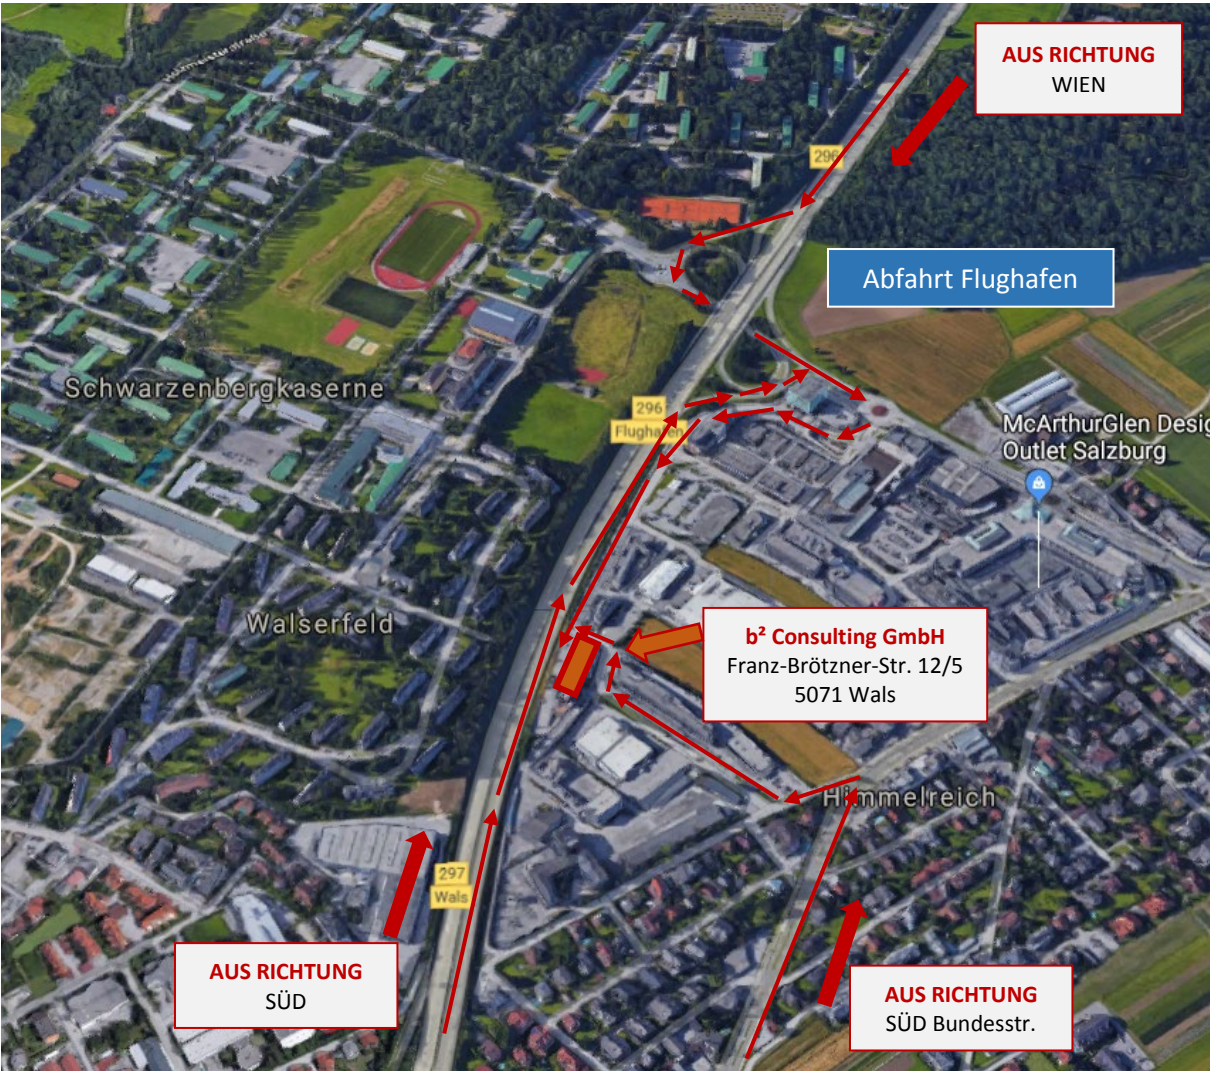 Holzmeisterstraße
AUS RICHTUNG
WIEN
296
Abfahrt Flughafen
Schwarzenbergkaserne
296
Flughafen
McArthurGlen Desig
Outlet Salzburg
Walserfeld
b² Consulting GmbH
Franz-Brötzner-Str. 12/5
5071 Wals
Himmelreich
297
Wals
AUS RICHTUNG
SÜD
AUS RICHTUNG
SÜD Bundesstr.